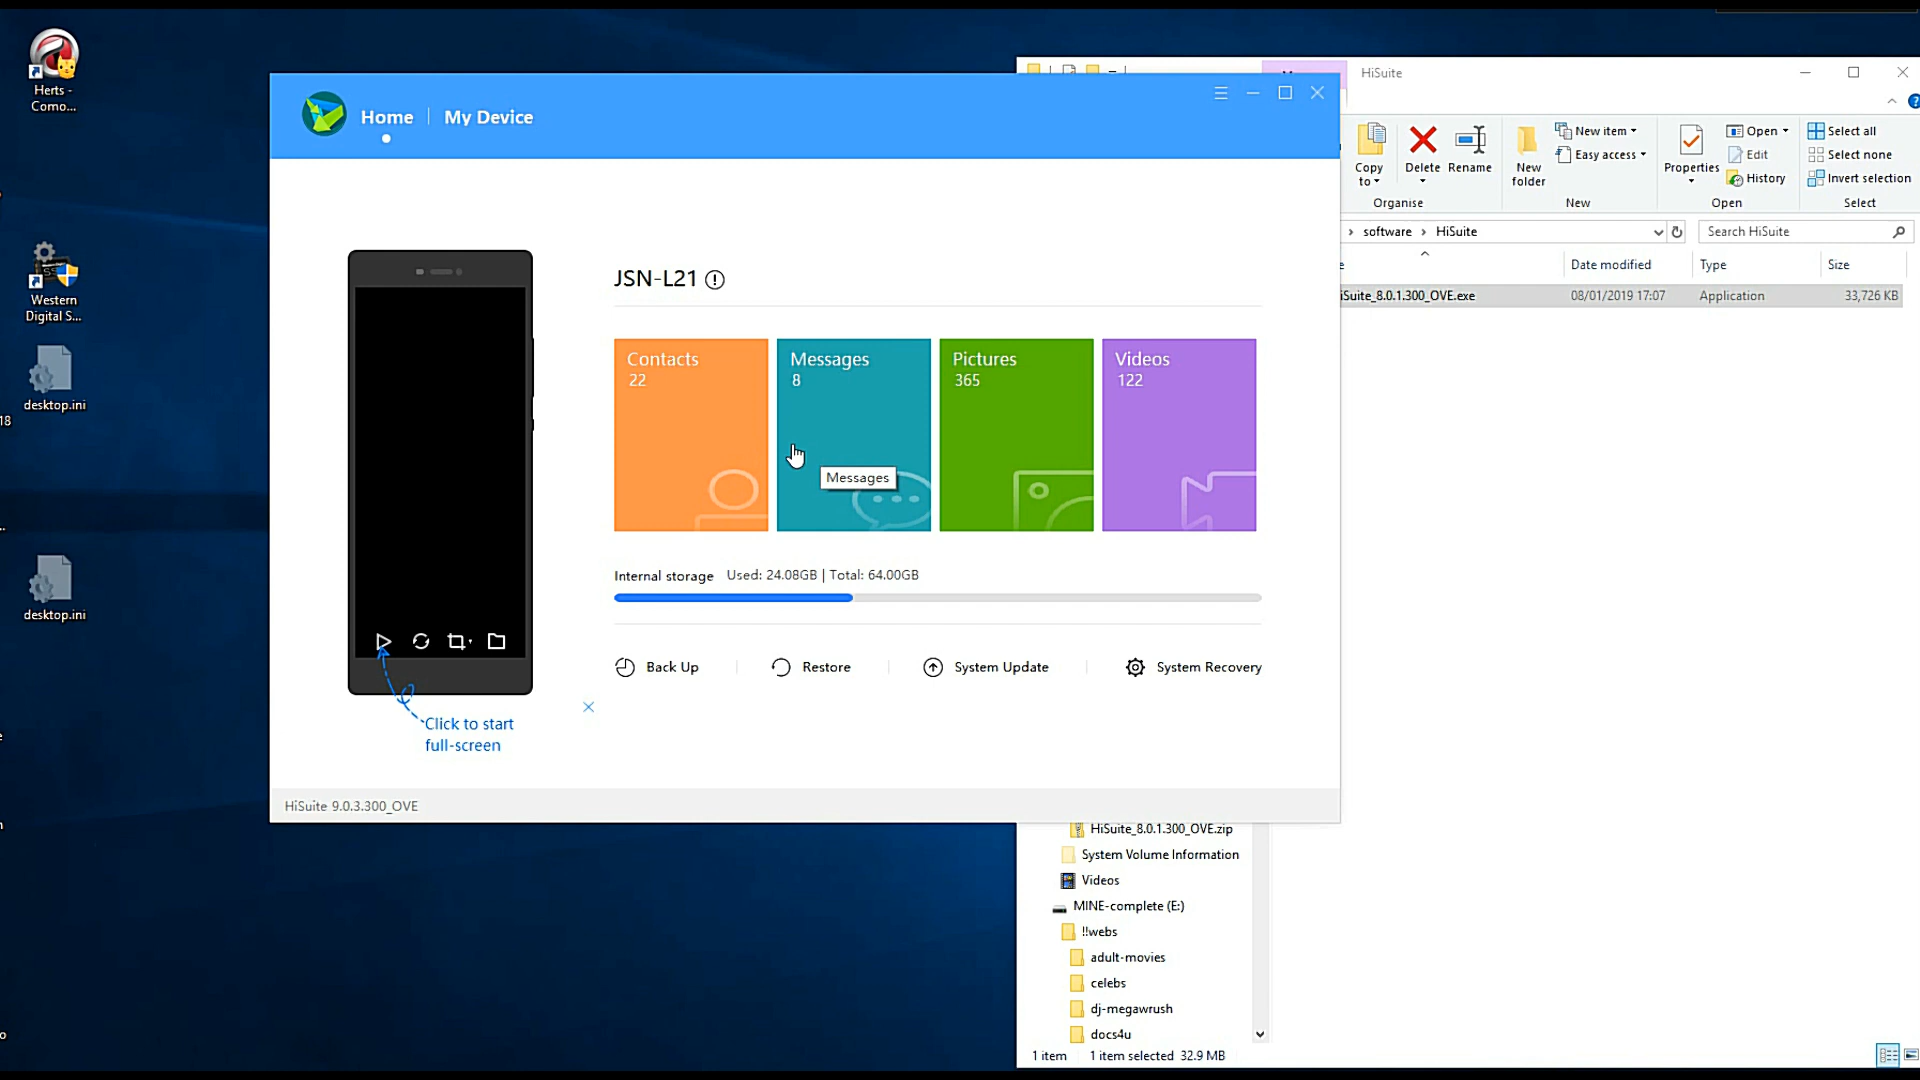 Herts -
Como...
Western
Digital S...
desktop.ini
18
desktop.ini
Home
My Device
JSN-L21
Contacts
22
Messages
8
Pictures
365
Videos
122
Messages
Internal storage Used: 24.08GB | Total: 64.00GB
Back Up
Restore
System Update
System Recovery
Click to start
full-screen
HiSuite 9.0.3.300_OVE
HiSuite
Copy
to
Delete
Rename
Organise
New
folder
New item
Easy access
New
Properties
Open
Edit
History
Open
Select all
Select none
Invert selection
Select
software
HiSuite
Search HiSuite
Date modified
Type
Size
iSuite_8.0.1.300_OVE.exe
08/01/2019 17:07
Application
33,726 KB
HiSuite_8.0.1.300_OVE.zip
System Volume Information
Videos
MINE-complete (E:)
!!webs
adult-movies
celebs
dj-megawrush
docs4u
1 item 1 item selected 32.9 MB